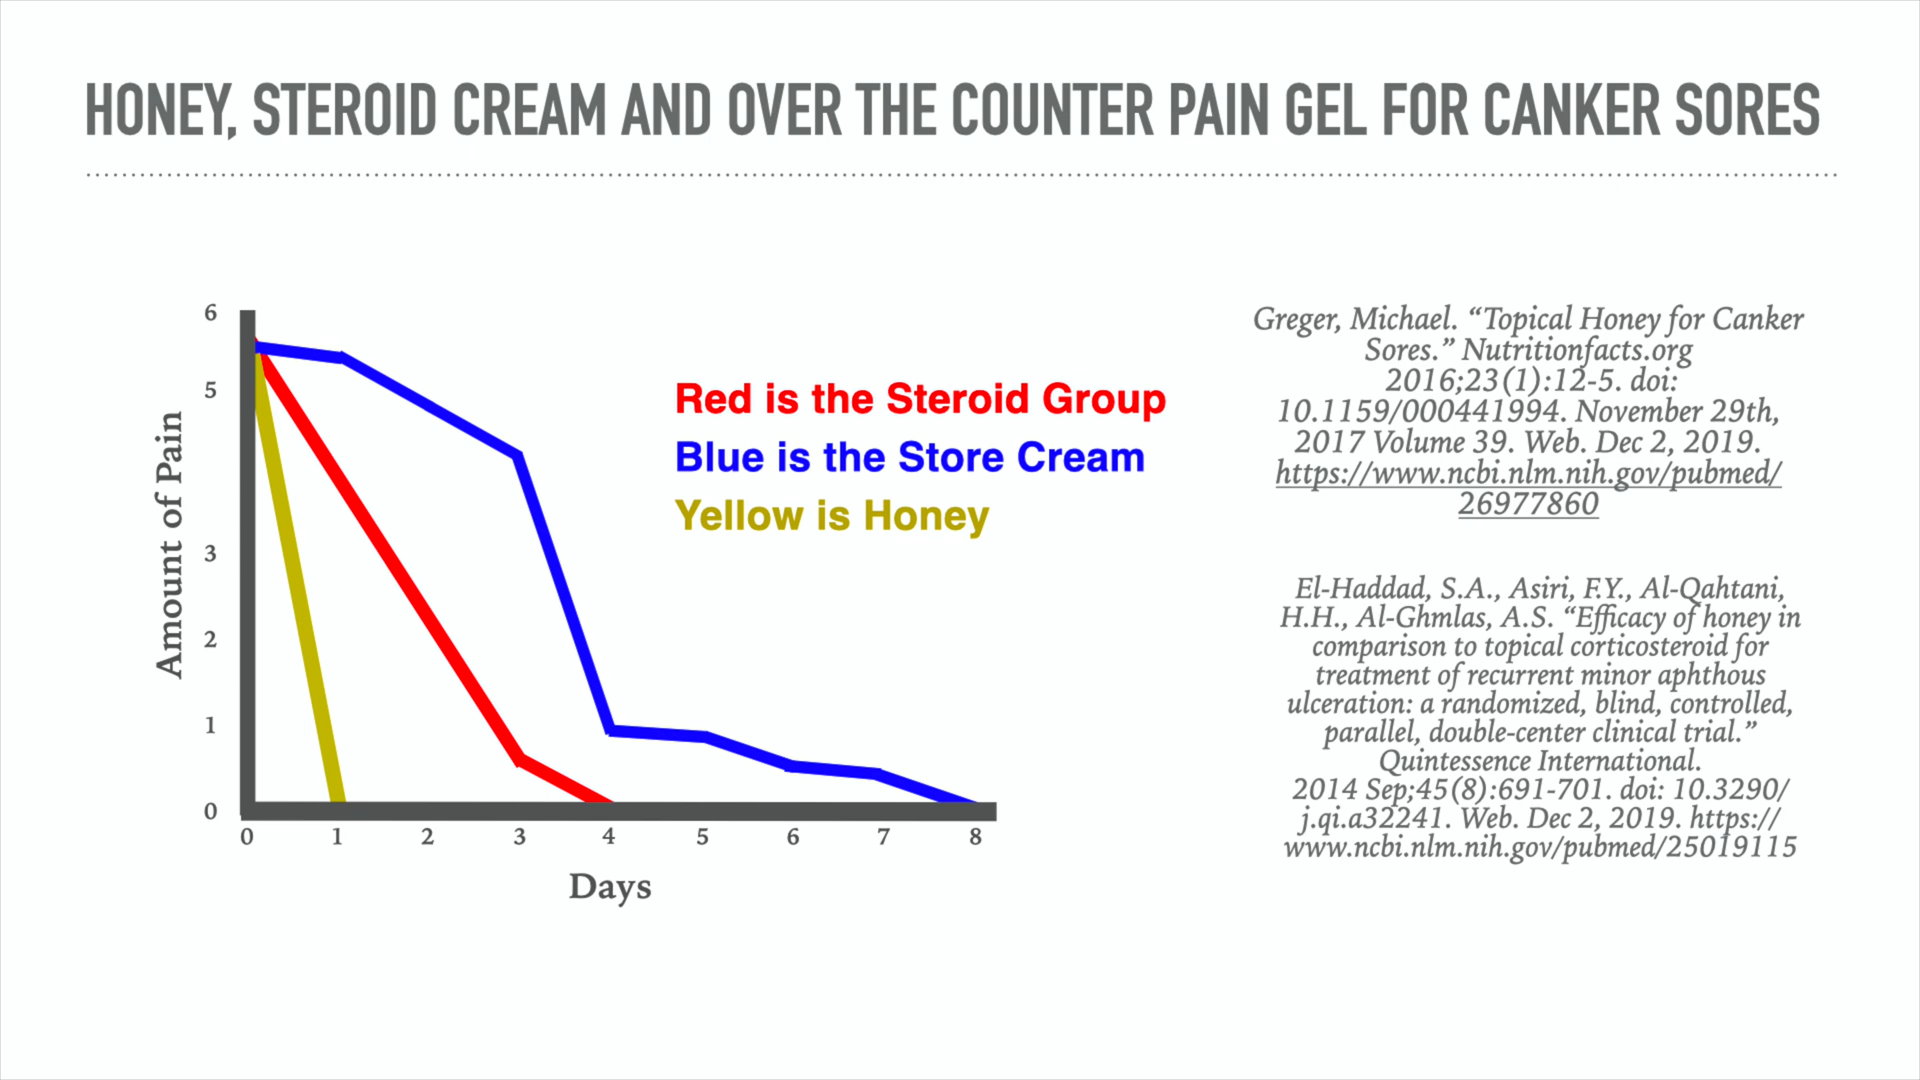 HONEY, STEROID CREAM AND OVER THE COUNTER PAIN GEL FOR CANKER SORES
6
5
3
2
1
0
Amount of Pain
0 1 2 3 4 5 6 7 8
Days
Red is the Steroid Group
Blue is the Store Cream
Yellow is Honey
Greger, Michael. “Topical Honey for Canker
Sores.” Nutritionfacts.org
2016;23(1):12-5. doi:
10.1159/000441994. November 29th,
2017 Volume 39. Web. Dec 2, 2019.
https://www.ncbi.nlm.nih.gov/pubmed/
26977860
El-Haddad, S.A., Asiri, F.Y., Al-Qahtani,
H.H., Al-Ghmlas, A.S. “Efficacy of honey in
comparison to topical corticosteroid for
treatment of recurrent minor aphthous
ulceration: a randomized, blind, controlled,
parallel, double-center clinical trial.”
Quintessence International.
2014 Sep;45(8):691-701. doi: 10.3290/
j.qi.a32241. Web. Dec 2, 2019. https://
www.ncbi.nlm.nih.gov/pubmed/25019115